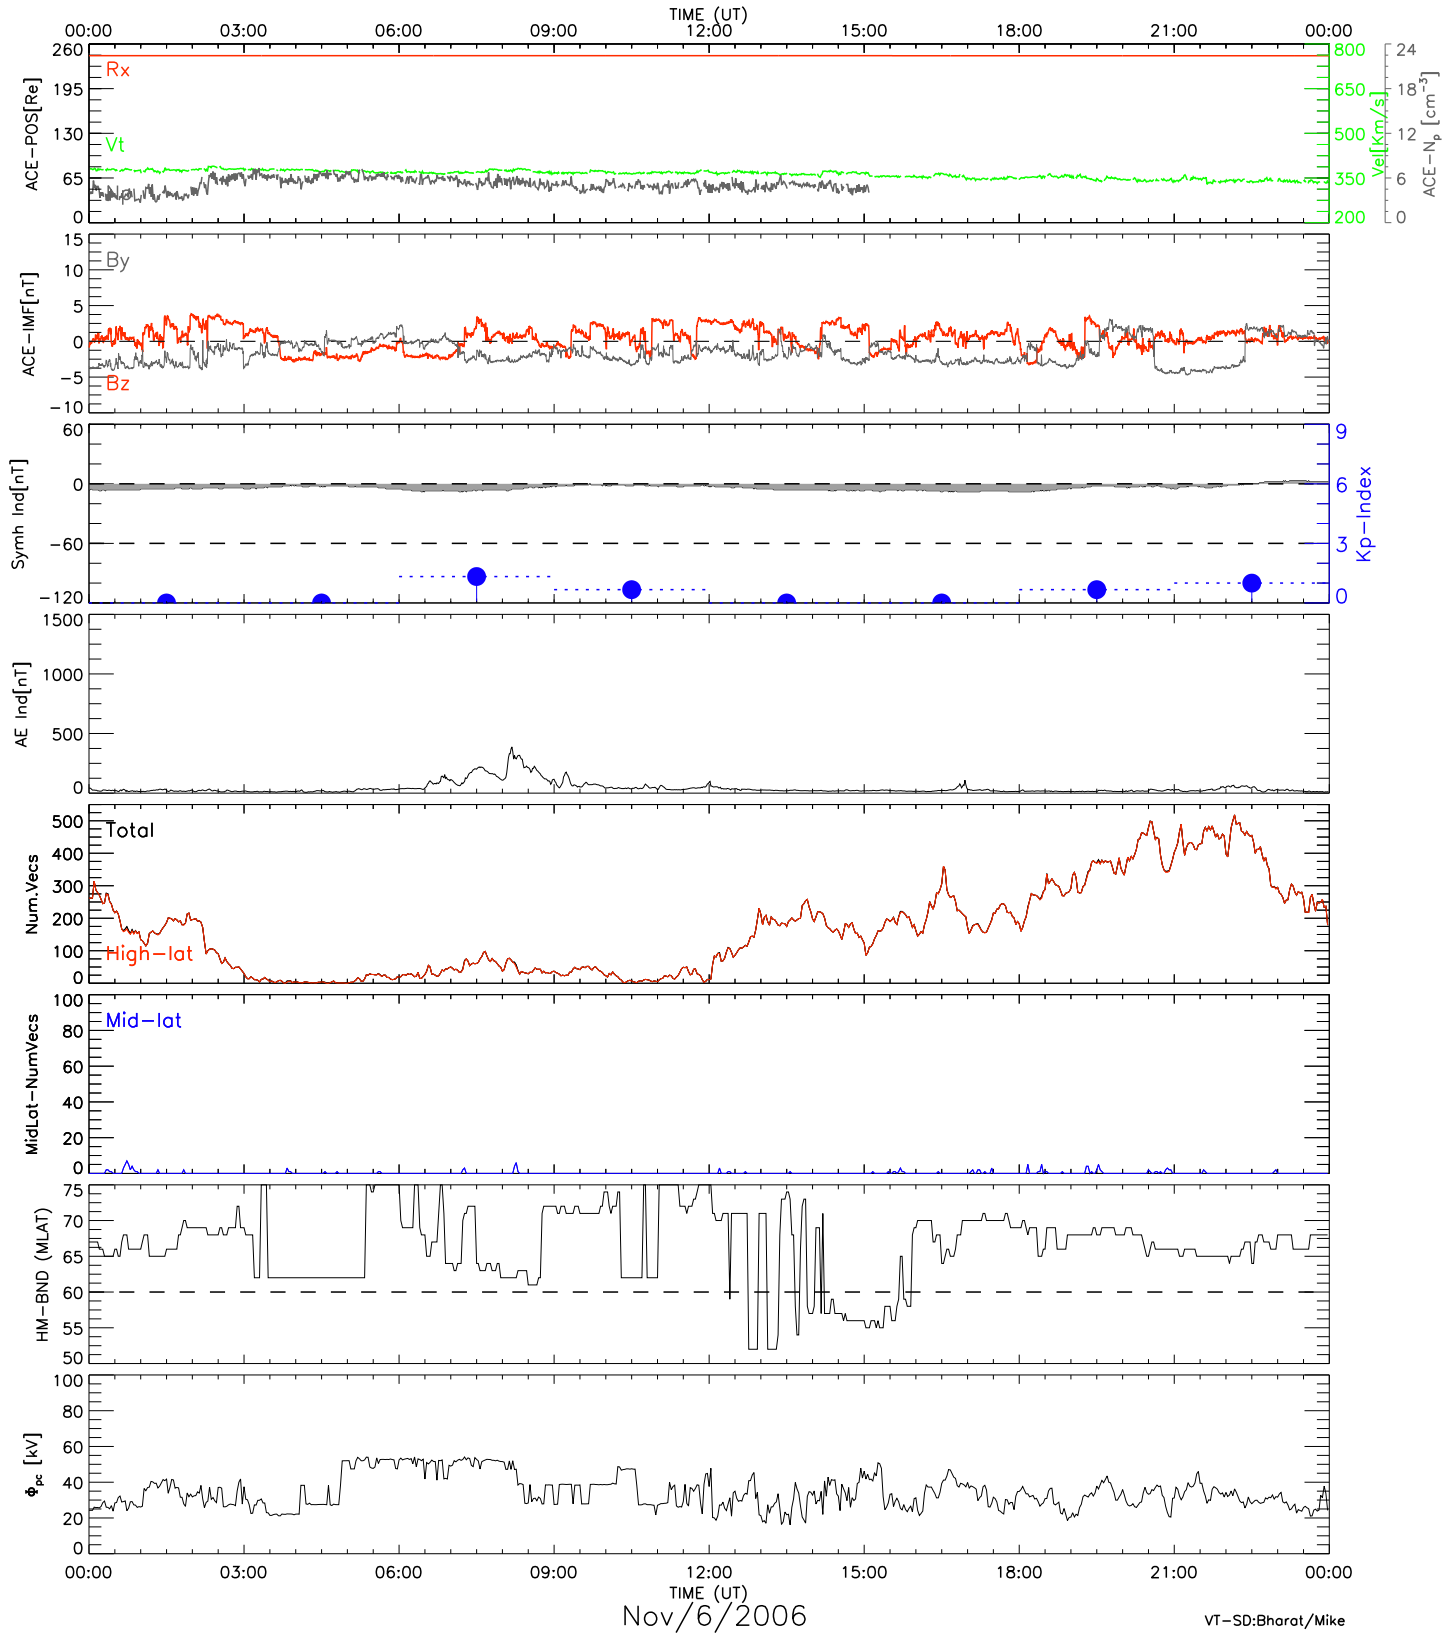 TIME (UT)
00:00 03:00 06:00 09:00 12:00 15:00 18:00 21:00 00:00
ACE-POS[Re]
260
195
130
65
0
Rx
Vt
800
650
500
350
200
Vel[Km/s]
24
18
12
6
0
ACE-Np [cm-3]
ACE-IMF[nT]
15
10
5
0
-5
-10
By
Bz
Symh Ind[nT]
60
0
-60
-120
9
6
3
0
Kp-Index
AE Ind[nT]
1500
1000
500
0
Num.Vecs
500
400
300
200
100
0
Total
High-lat
MidLat-NumVecs
100
80
60
40
20
0
Mid-lat
HM-BND (MLAT)
75
70
65
60
55
50
Φpc [kV]
100
80
60
40
20
0
00:00 03:00 06:00 09:00 12:00 15:00 18:00 21:00 00:00
TIME (UT)
Nov/6/2006
VT-SD:Bharat/Mike